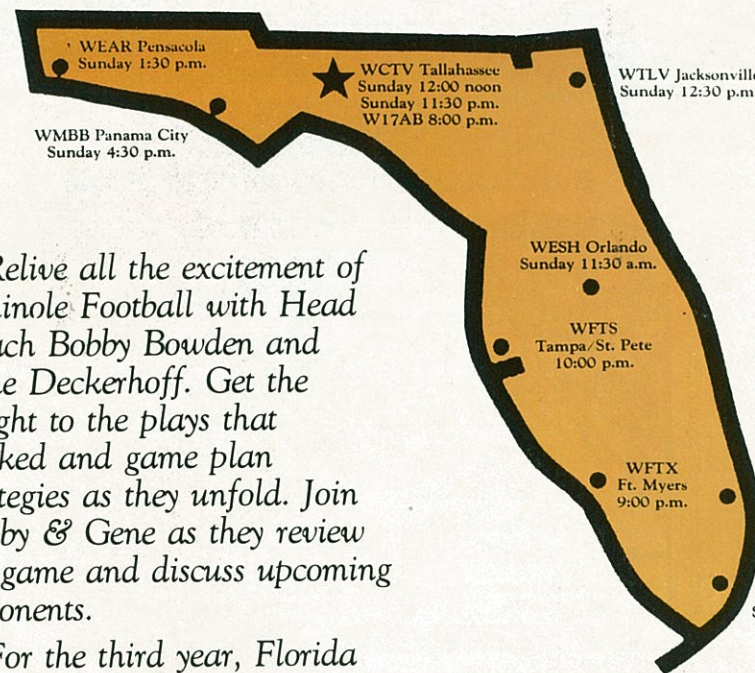 WEAR Pensacola
Sunday 1:30 p.m.
WCTV Tallahassee
Sunday 12:00 noon
Sunday 11:30 p.m.
W17AB 8:00 p.m.
WTLV Jacksonville
Sunday 12:30 p.m
WMBB Panama City
Sunday 4:30 p.m.
WESH Orlando
Sunday 11:30 a.m.
WFTS
Tampa/St. Pete
10:00 p.m.
WFTX
Ft. Myers
9:00 p.m.
Relive all the excitement of
inole Football with Head
ach Bobby Bowden and
e Deckerhoff. Get the
ght to the plays that
ked and game plan
tegies as they unfold. Join
by & Gene as they review
game and discuss upcoming
onents.
For the third year, Florida